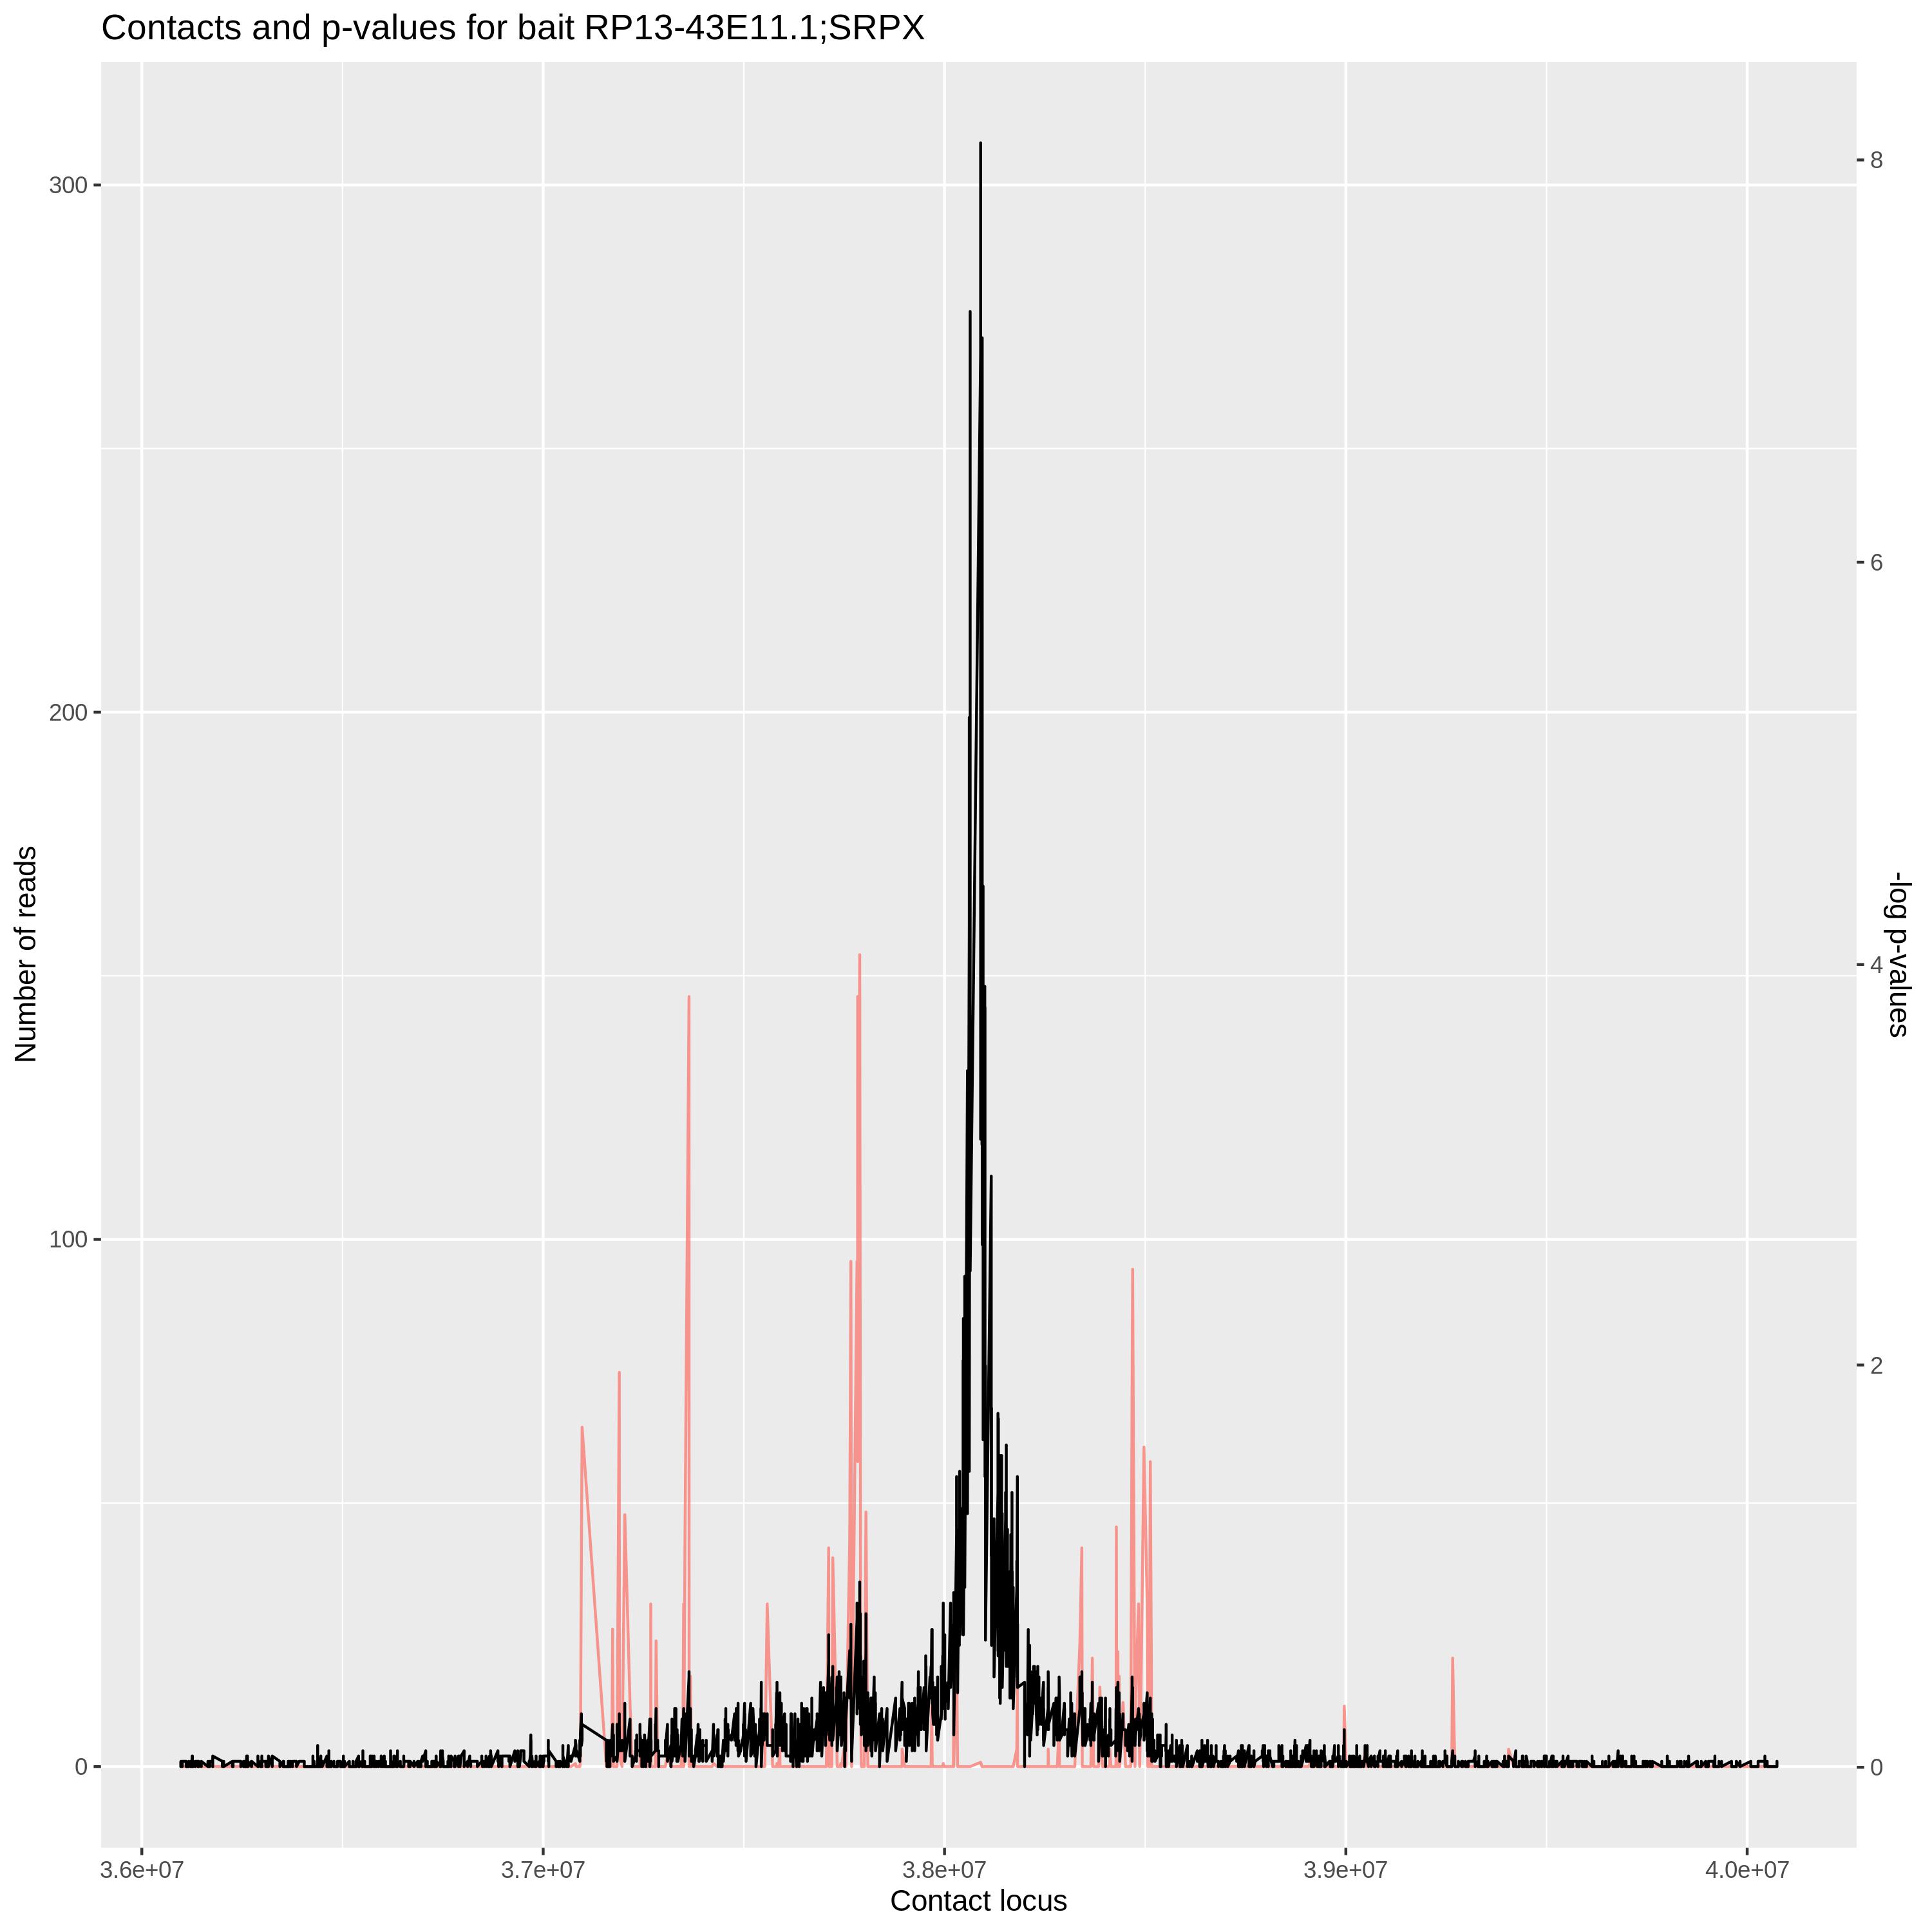 Contacts and p-values for bait RP13-43E11.1;SRPX
300
200
100
0
Number of reads
8
6
4
2
0
-log p-values
3.6e+07
3.7e+07
3.8e+07
3.9e+07
4.0e+07
Contact locus